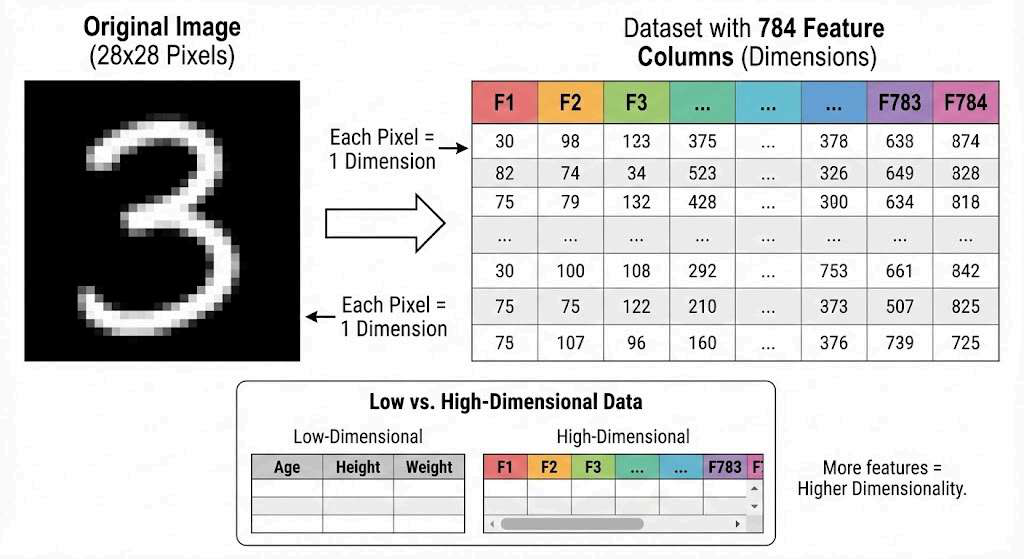 Original Image
(28x28 Pixels)
Dataset with 784 Feature
Columns (Dimensions)
Each Pixel =
1 Dimension
Each Pixel =
1 Dimension
F1 F2 F3 ... ... ... F783 F784
30 98 123 375 ... 378 633 874
82 74 34 523 ... 326 649 328
75 79 132 428 ... 300 634 818
... ... ... ... ... ... ... ...
30 100 108 292 ... 753 661 842
75 75 122 210 ... 373 507 825
75 107 96 160 ... 376 739 725
Low vs. High-Dimensional Data
Low-Dimensional
Age Height Weight
High-Dimensional
F1 F2 F3 ... ... F783 F7
More features =
Higher Dimensionality.